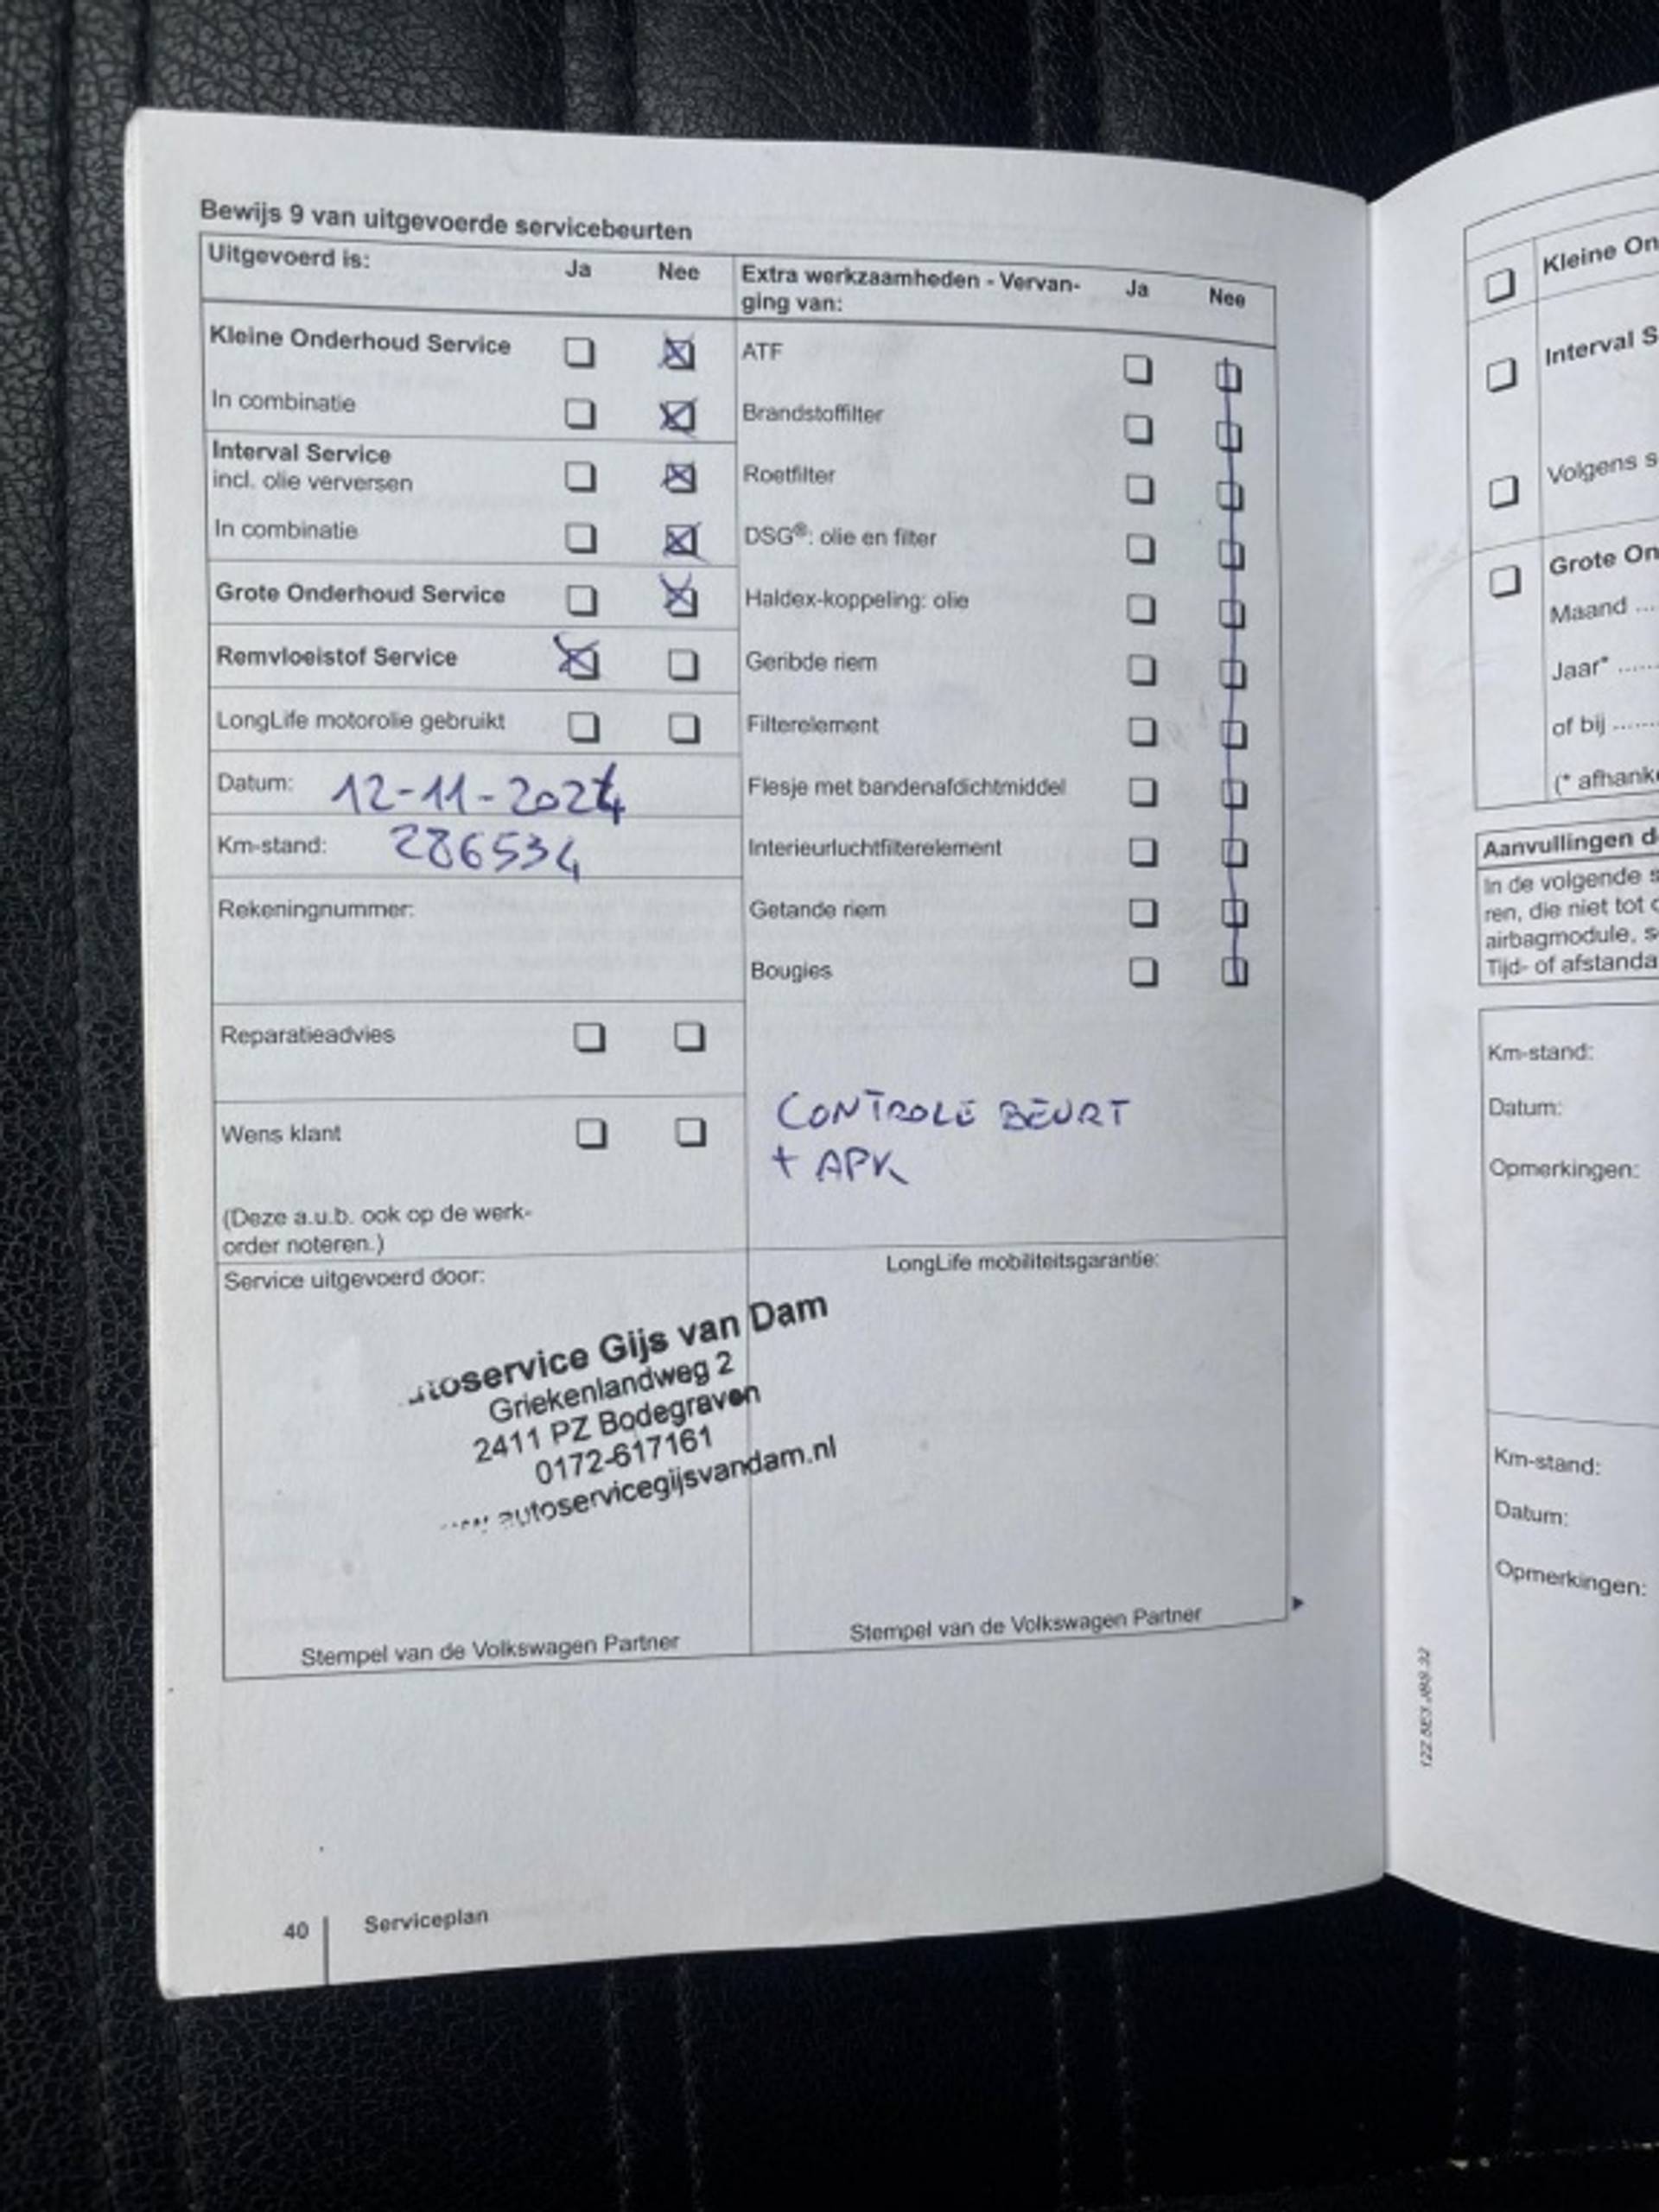 Bewijs 9 van uitgevoerde servicebeurten
Uitgevoerd is: Ja Nee
Kleine Onderhoud Service
In combinatie
Interval Service
incl. olie verversen
In combinatie
Grote Onderhoud Service
Remvloeistof Service
LongLife motorolie gebruikt
Datum: 12-11-2024
Km-stand: 286534
Rekeningnummer:
Reparatieadvies
Wens klant
(Deze a.u.b. ook op de werk-
order noteren.)
Extra werkzaamheden - Vervan-
ging van: Ja Nee
ATF
Brandstoffilter
Roetfilter
DSG®: olie en filter
Haldex-koppeling: olie
Geribde riem
Filterelement
Flesje met bandenafdichtmiddel
Interieurluchtfilterelement
Getande riem
Bougies
CONTROLE BEURT
+ APK
Service uitgevoerd door:
utoservice Gijs van Dam
Griekenlandweg 2
2411 PZ Bodegraven
0172-617161
autoservicegijsvandam.nl
Stempel van de Volkswagen Partner
LongLife mobiliteitsgarantie:
Stempel van de Volkswagen Partner
40 Serviceplan
Kleine On
Interval S
Volgens s
Grote On
Maand ...
Jaar* .....
of bij ......
(* afhank
Aanvullingen d
In de volgende s
ren, die niet tot
airbagmodule, s
Tijd- of afstanda
Km-stand:
Datum:
Opmerkingen:
Km-stand:
Datum:
Opmerkingen: